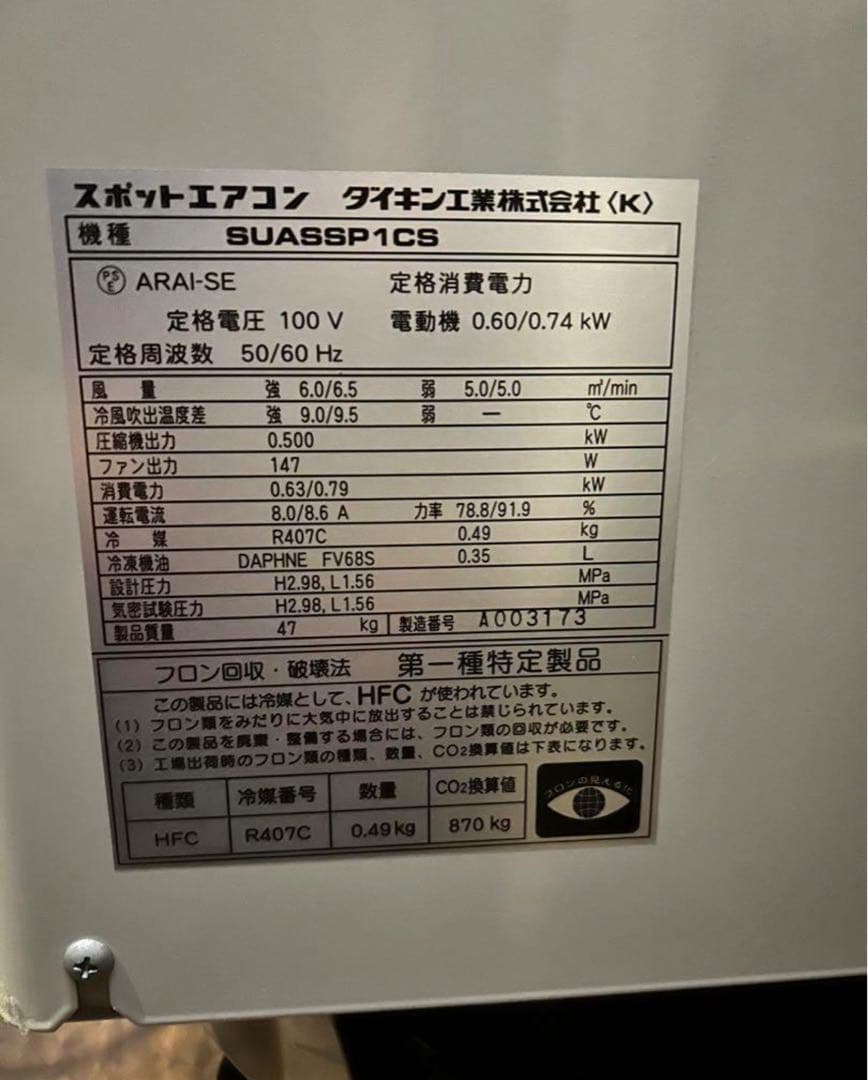 スポットエアコン ダイキン工業株式会社〈K〉
機種 SUASSP1CS
PSE ARAI-SE 定格消費電力
定格電圧 100 V 電動機 0.60/0.74 kW
定格周波数 50/60 Hz
風量 強 6.0/6.5 弱 5.0/5.0 ㎥/min
冷風吹出温度差 強 9.0/9.5 弱 — ℃
圧縮機出力 0.500 kW
ファン出力 147 W
消費電力 0.63/0.79 kW
運転電流 8.0/8.6 A 力率 78.8/91.9 %
冷媒 R407C 0.49 kg
冷凍機油 DAPHNE FV68S 0.35 L
設計圧力 H2.98, L1.56 MPa
気密試験圧力 H2.98, L1.56 MPa
製品質量 47 kg 製造番号 A003173
フロン回収・破壊法 第一種特定製品
この製品には冷媒として、HFC が使われています。
(1) フロン類をみだりに大気中に放出することは禁じられています。
(2) この製品を廃棄・整備する場合には、フロン類の回収が必要です。
(3) 工場出荷時のフロン類の種類、数量、CO2換算値は下表になります。
種類 冷媒番号 数量 CO2換算値
HFC R407C 0.49kg 870 kg
フロンの見える化